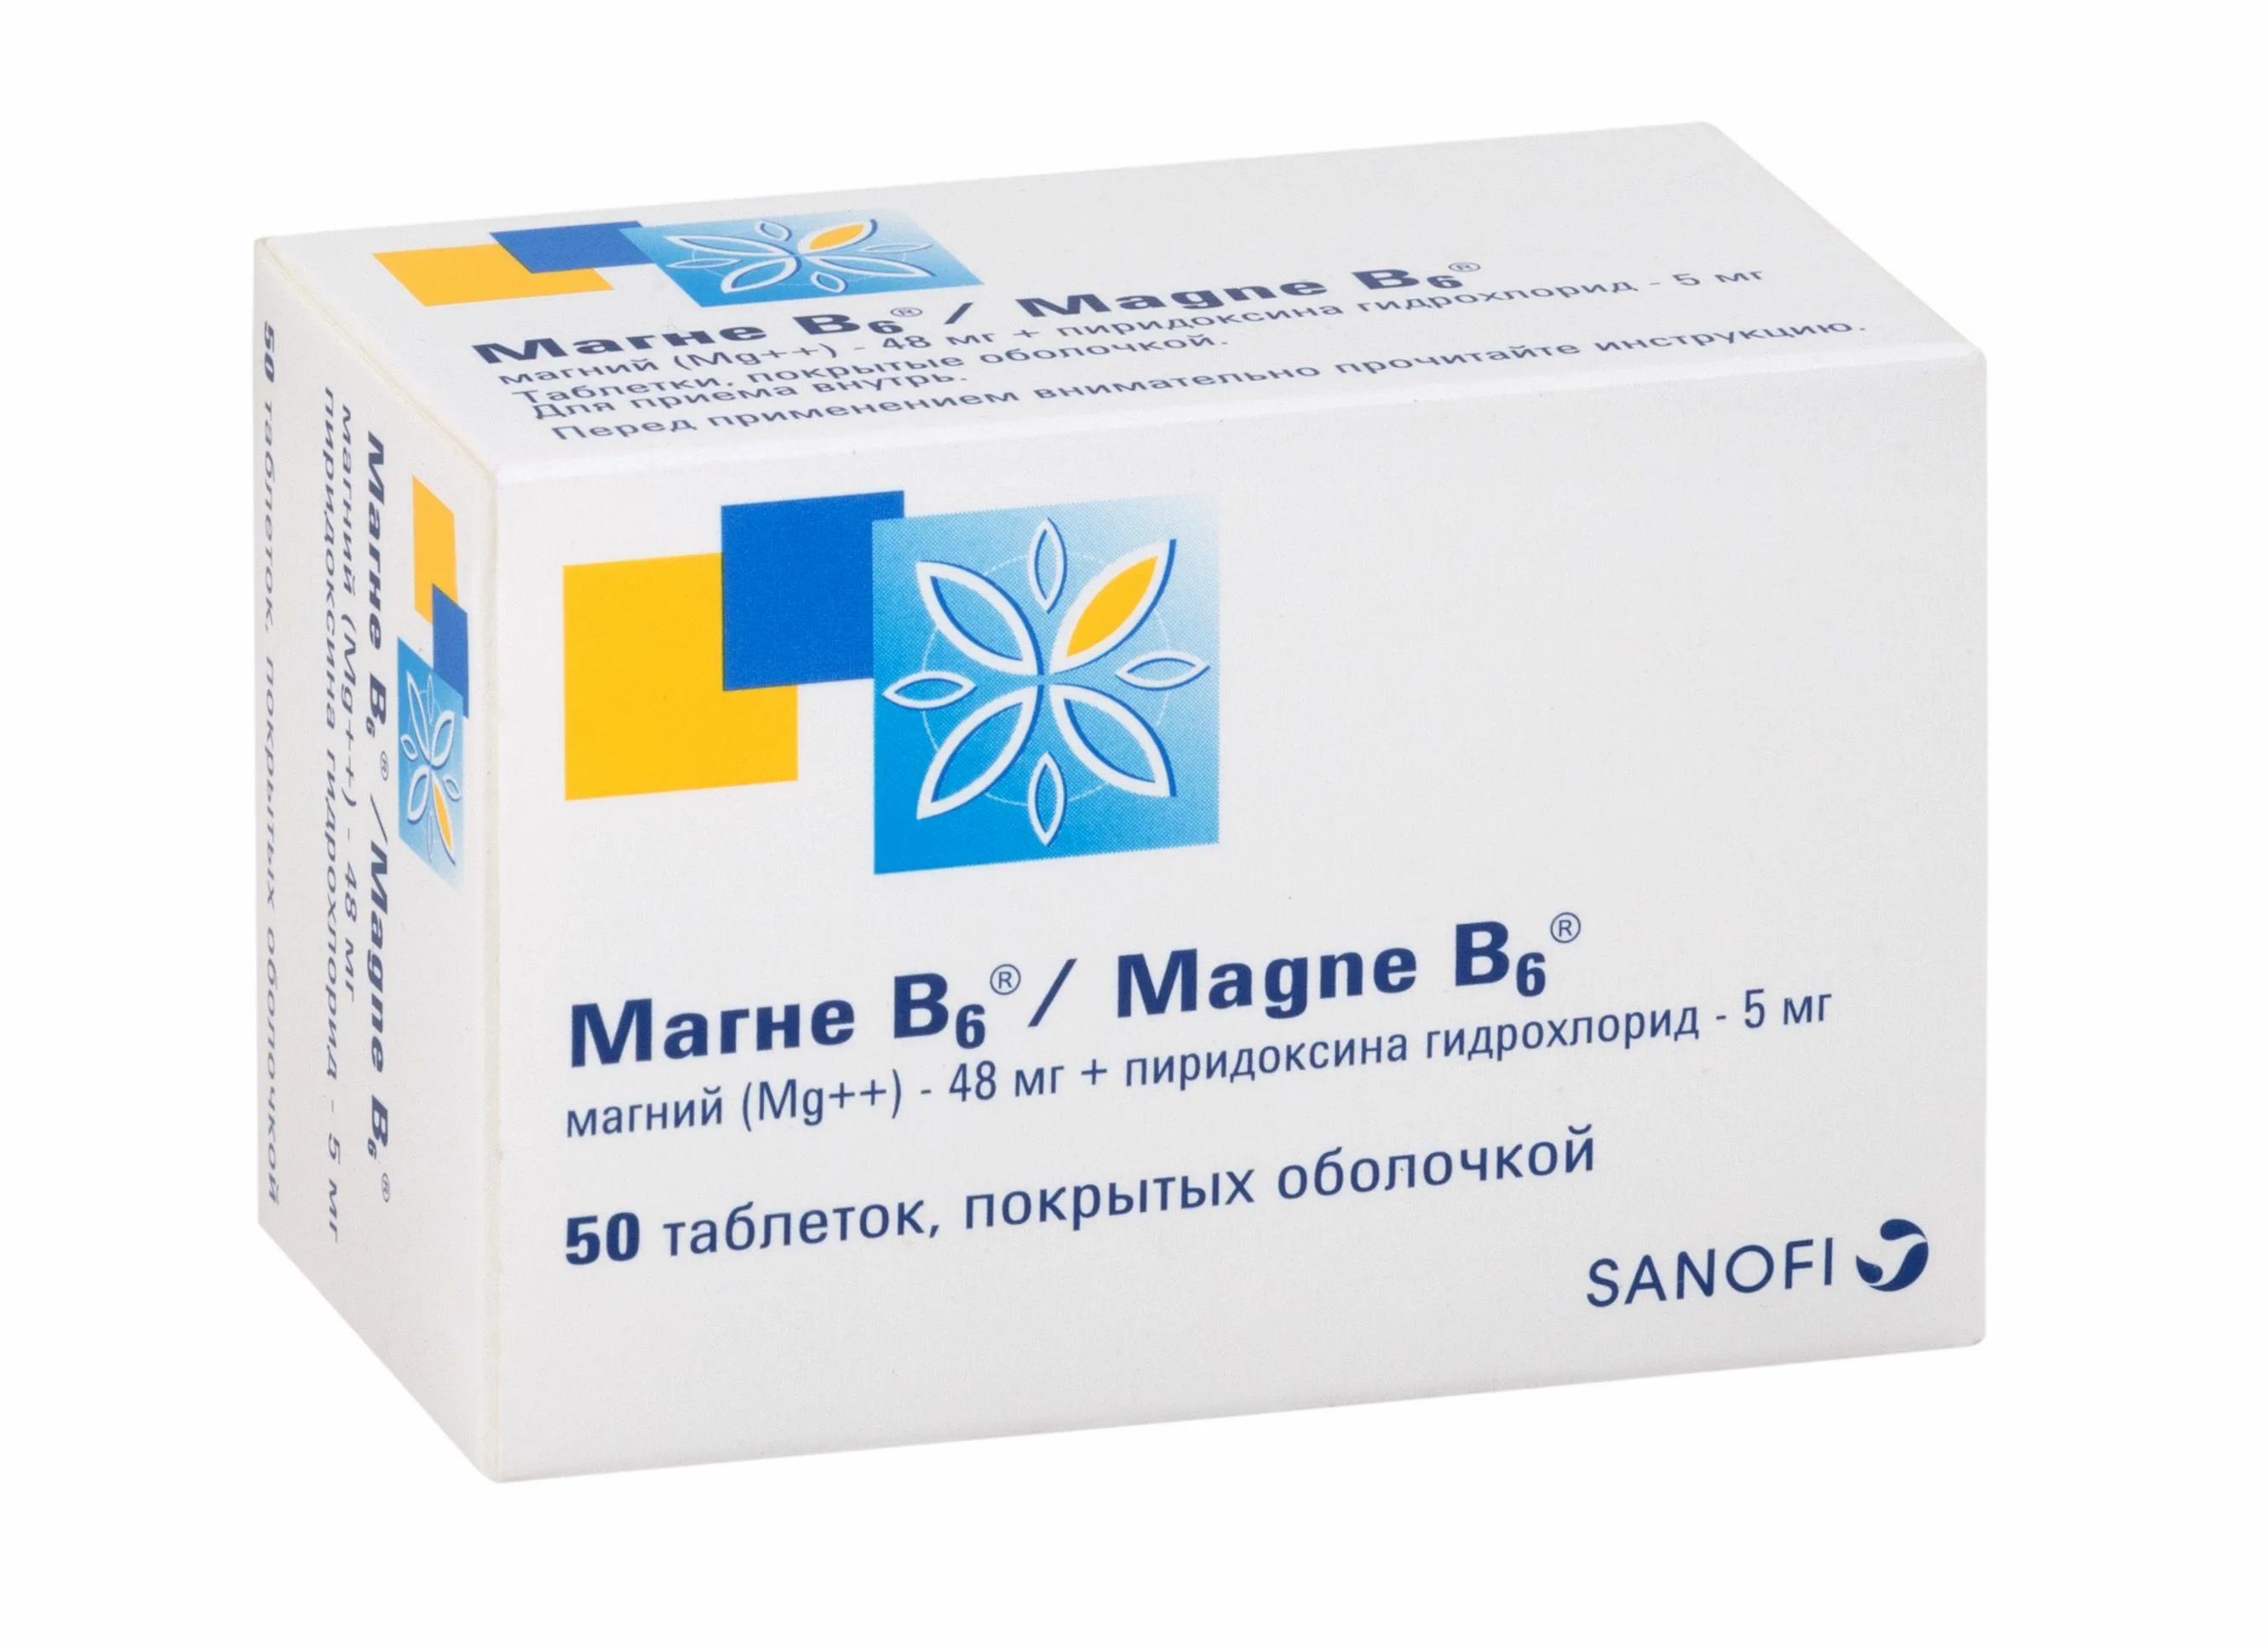 Магне B6® / Magne B6®
магний (Mg++) - 48 мг + пиридоксина гидрохлорид - 5 мг
Таблетки, покрытые оболочкой.
Для приема внутрь.
Перед применением внимательно прочитайте инструкцию.
Магне B6® / Magne B6®
магний (Mg++) - 48 мг +
пиридоксина гидрохлорид - 5 мг
50 таблеток, покрытых оболочкой
Магне B6® / Magne B6®
магний (Mg++) - 48 мг + пиридоксина гидрохлорид - 5 мг
50 таблеток, покрытых оболочкой
SANOFI